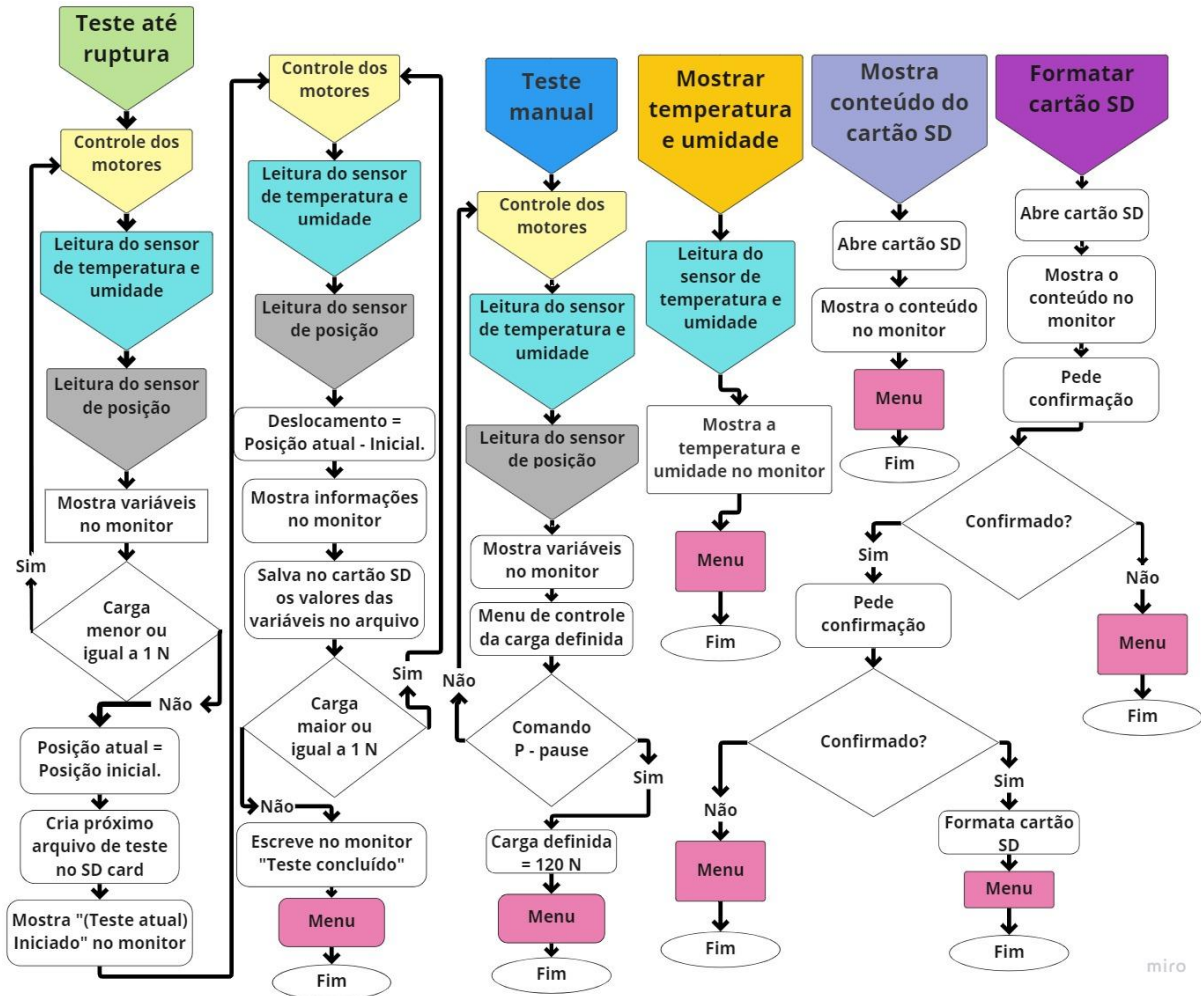 Teste até
ruptura
Controle dos
motores
Leitura do sensor
de temperatura e
umidade
Leitura do sensor
de posição
Mostra variáveis
no monitor
Sim
Carga
menor ou
igual a 1 N
Não
Posição atual =
Posição inicial.
Cria próximo
arquivo de teste
no SD card
Mostra "(Teste atual)
Iniciado" no monitor
Controle dos
motores
Leitura do sensor
de temperatura e
umidade
Leitura do sensor
de posição
Deslocamento =
Posição atual - Inicial.
Mostra informações
no monitor
Salva no cartão SD
os valores das
variáveis no arquivo
Sim
Carga
maior ou
igual a 1 N
Não
Escreve no monitor
"Teste concluído"
Menu
Fim
Teste
manual
Controle dos
motores
Leitura do sensor
de temperatura e
umidade
Leitura do sensor
de posição
Mostra variáveis
no monitor
Menu de controle
da carga definida
Não
Comando
P - pause
Sim
Carga definida
= 120 N
Menu
Fim
Mostrar
temperatura
e umidade
Leitura do
sensor de
temperatura e
umidade
Mostra a
temperatura e
umidade no monitor
Menu
Fim
Mostra
conteúdo do
cartão SD
Abre cartão SD
Mostra o conteúdo
no monitor
Menu
Fim
Formatar
cartão SD
Abre cartão SD
Mostra o
conteúdo no
monitor
Pede
confirmação
Confirmado?
Sim
Não
Menu
Fim
Pede
confirmação
Confirmado?
Não
Menu
Fim
Sim
Formata cartão
SD
Menu
Fim
miro